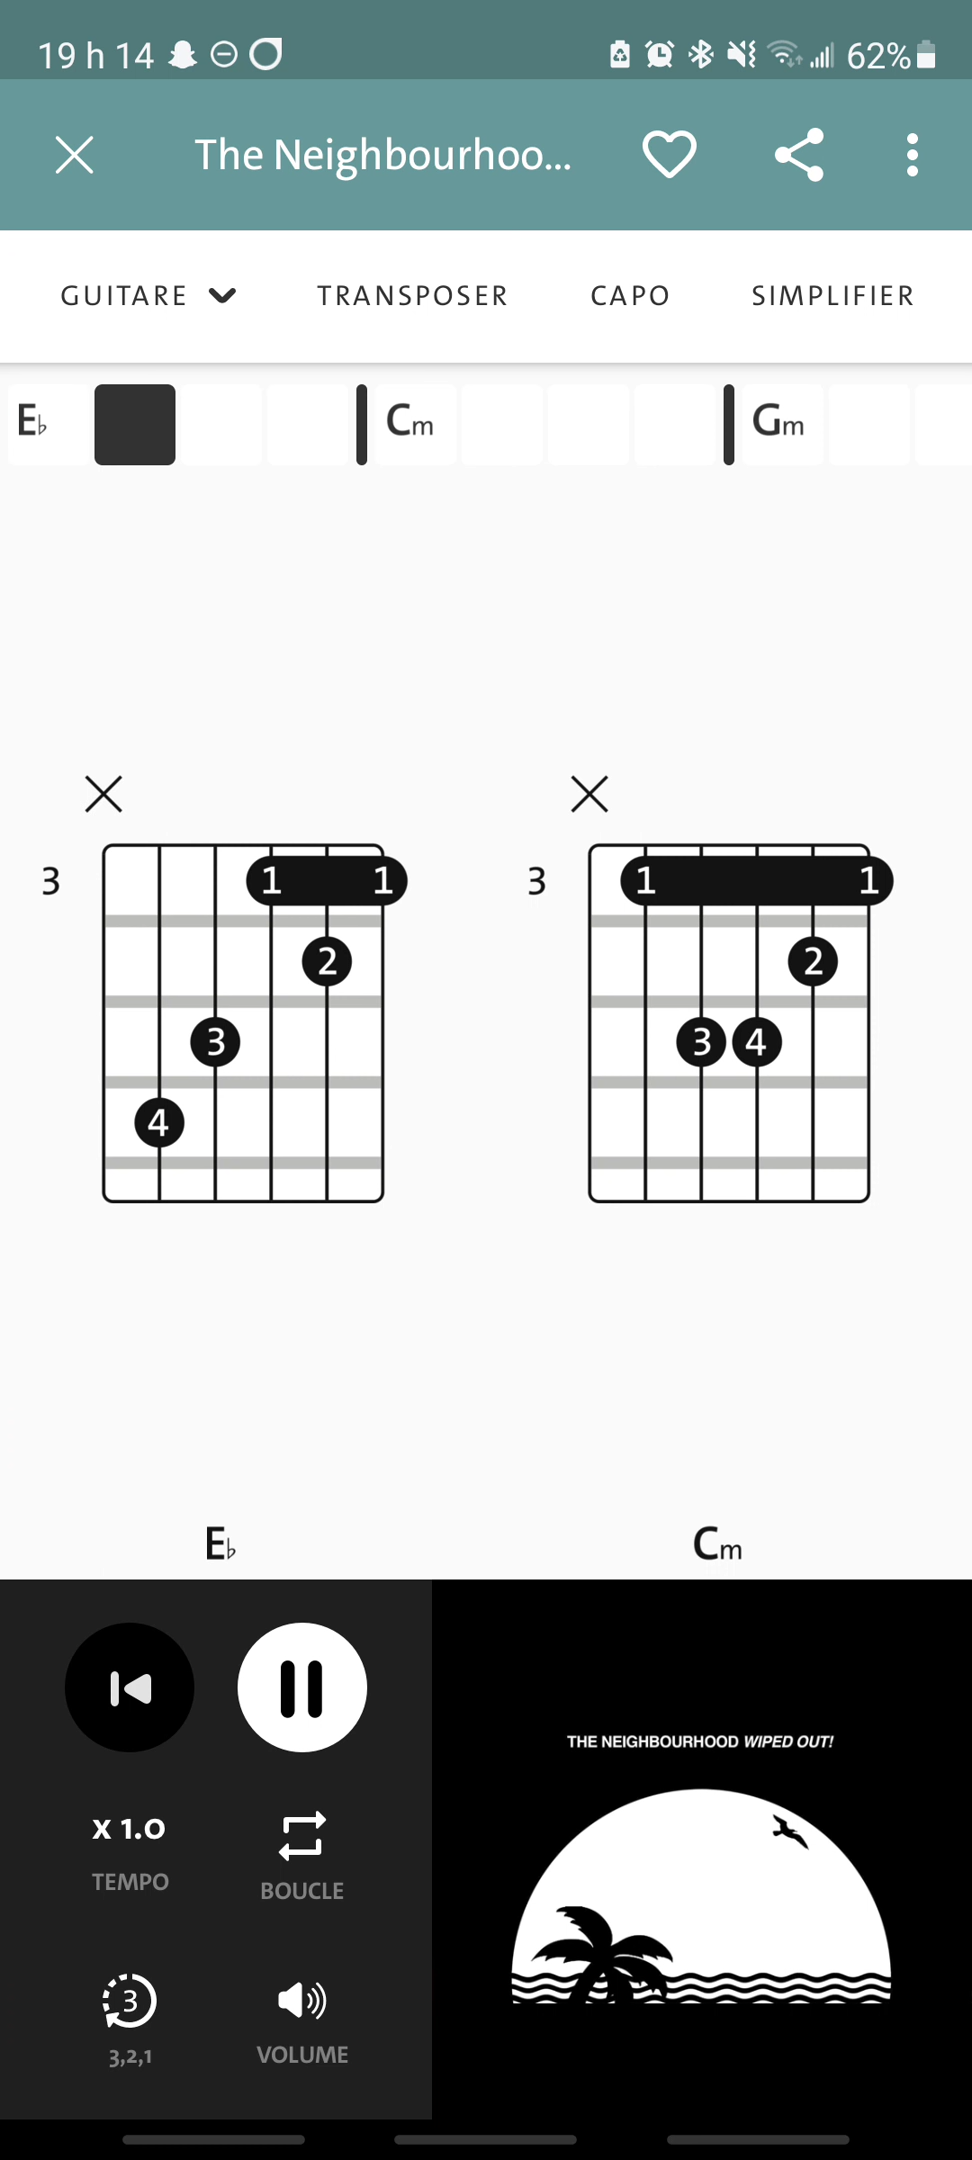 19 h 14 62%
The Neighbourhoo...
GUITARE TRANSPOSER CAPO SIMPLIFIER
E♭ Cm Gm
3 1 1 3 1 1
2 2
3 3 4
4
E♭ Cm
THE NEIGHBOURHOOD WIPED OUT!
X 1.0
TEMPO BOUCLE
3
3,2,1 VOLUME